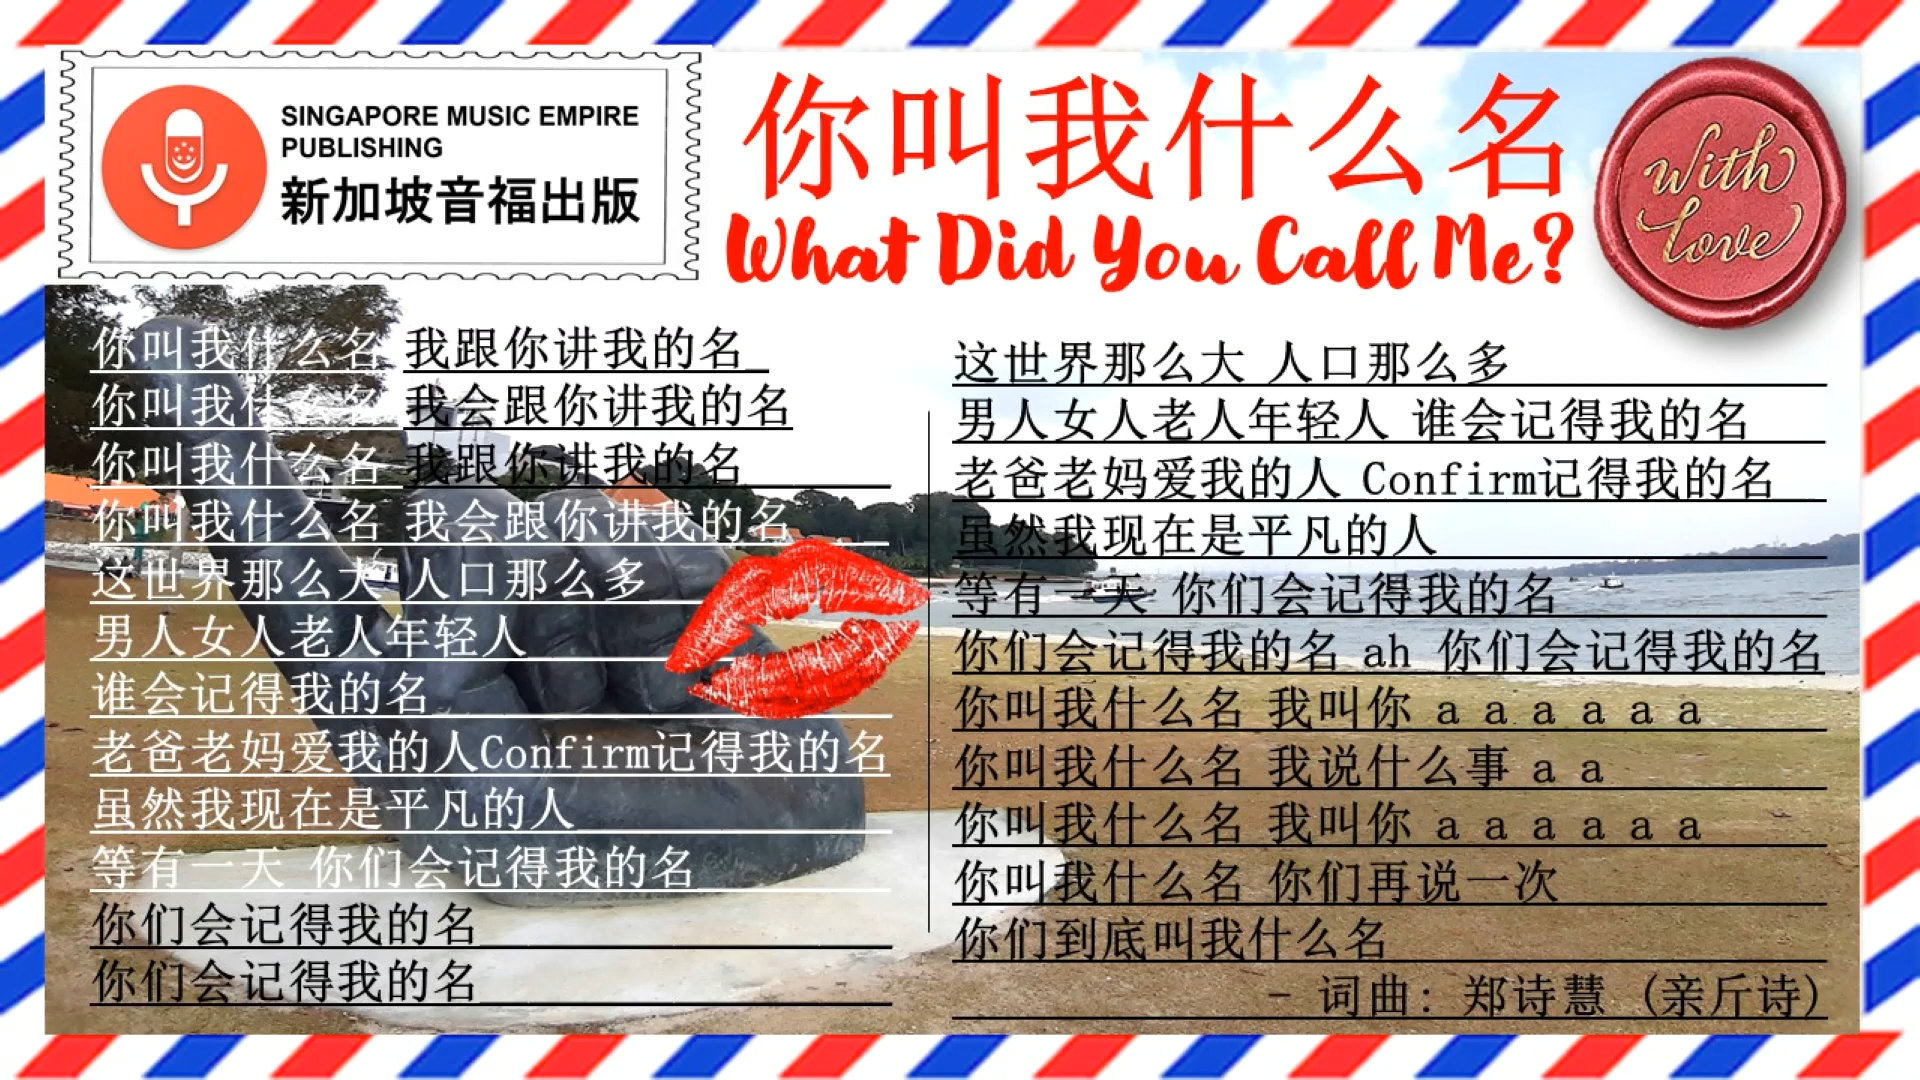 SINGAPORE MUSIC EMPIRE
PUBLISHING
新加坡音福出版
你叫我什么名
What Did You Call Me?
With
Love
你叫我什么名 我跟你讲我的名
你叫我什么名 我会跟你讲我的名
你叫我什么名 我跟你讲我的名
你叫我什么名 我会跟你讲我的名
这世界那么大 人口那么多
男人女人老人年轻人
谁会记得我的名
老爸老妈爱我的人Confirm记得我的名
虽然我现在是平凡的人
等有一天 你们会记得我的名
你们会记得我的名
你们会记得我的名
这世界那么大 人口那么多
男人女人老人年轻人 谁会记得我的名
老爸老妈爱我的人 Confirm记得我的名
虽然我现在是平凡的人
等有一天 你们会记得我的名
你们会记得我的名 ah 你们会记得我的名
你叫我什么名 我叫你 a a a a a a
你叫我什么名 我说什么事 a a
你叫我什么名 我叫你 a a a a a a
你叫我什么名 你们再说一次
你们到底叫我什么名
- 词曲: 郑诗慧 (亲斤诗)